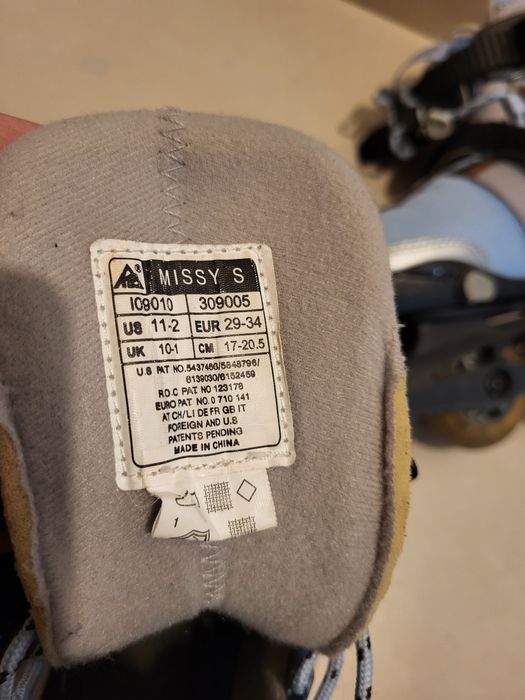 MISSY S
I09010 309005
US 11-2 EUR 29-34
UK 10-1 CM 17-20.5
U.S PAT NO.5437466/5848796/
6139030/6152459
R.O.C PAT NO 123178
EURO PAT. NO. 0 710 141
AT CH/LI DE FR GB IT
FOREIGN AND U.S
PATENTS PENDING
MADE IN CHINA
1